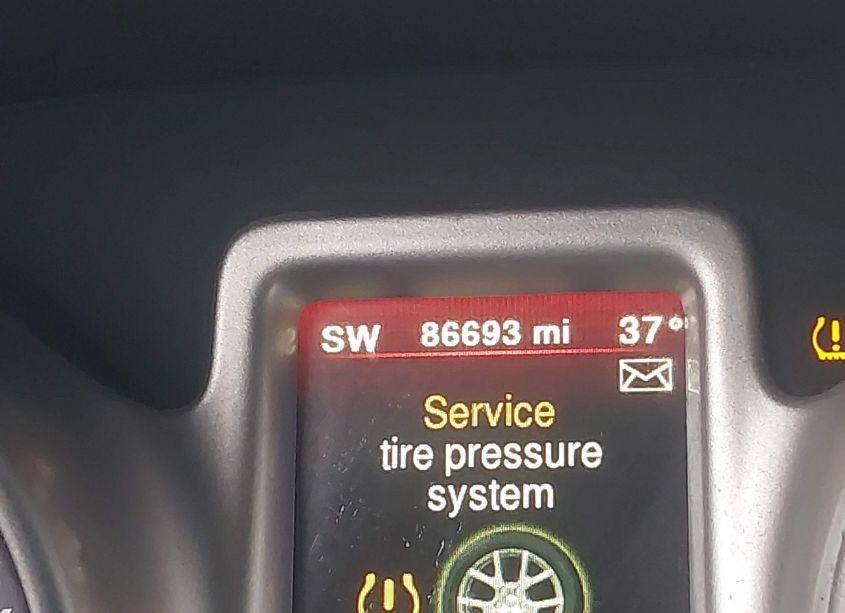 SW 86693 mi 37°
Service
tire pressure
system